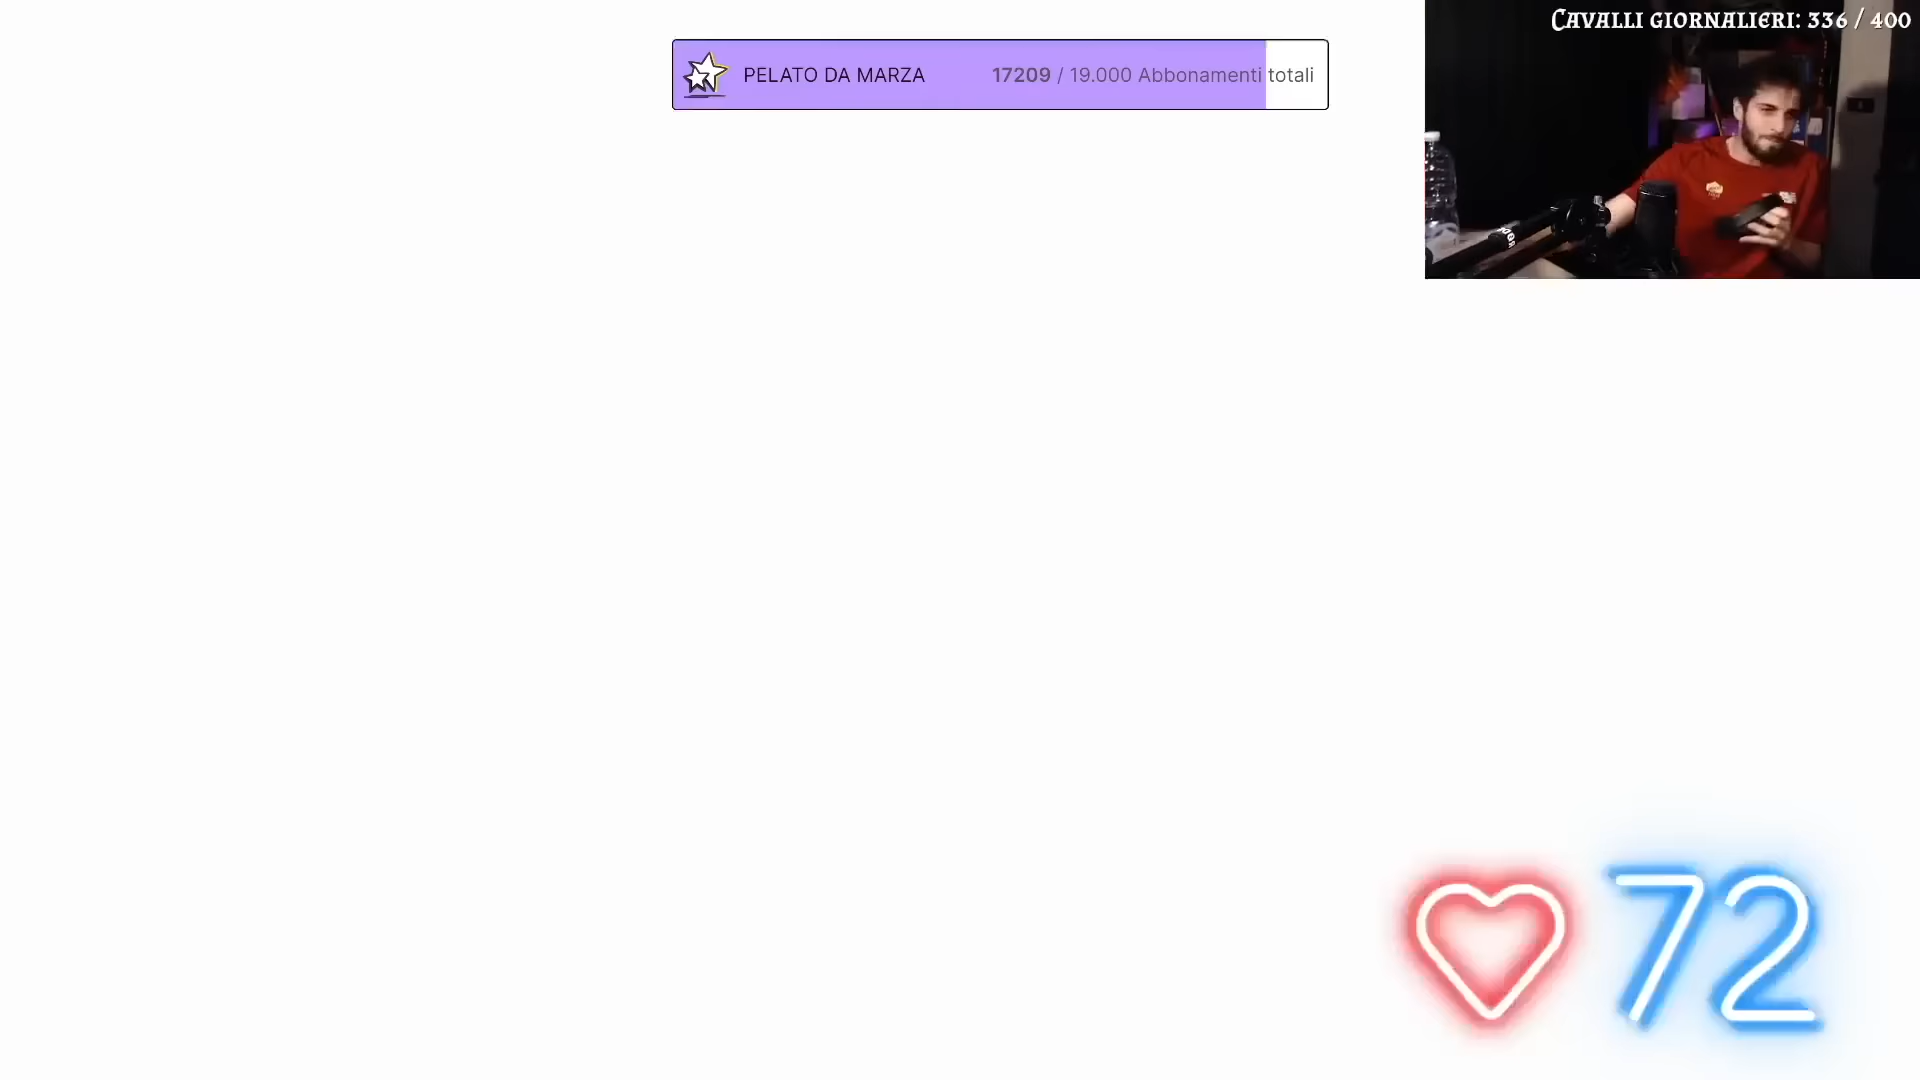 Cavalli giornalieri: 336 / 400
PELATO DA MARZA 17209 / 19.000 Abbonamenti totali
72